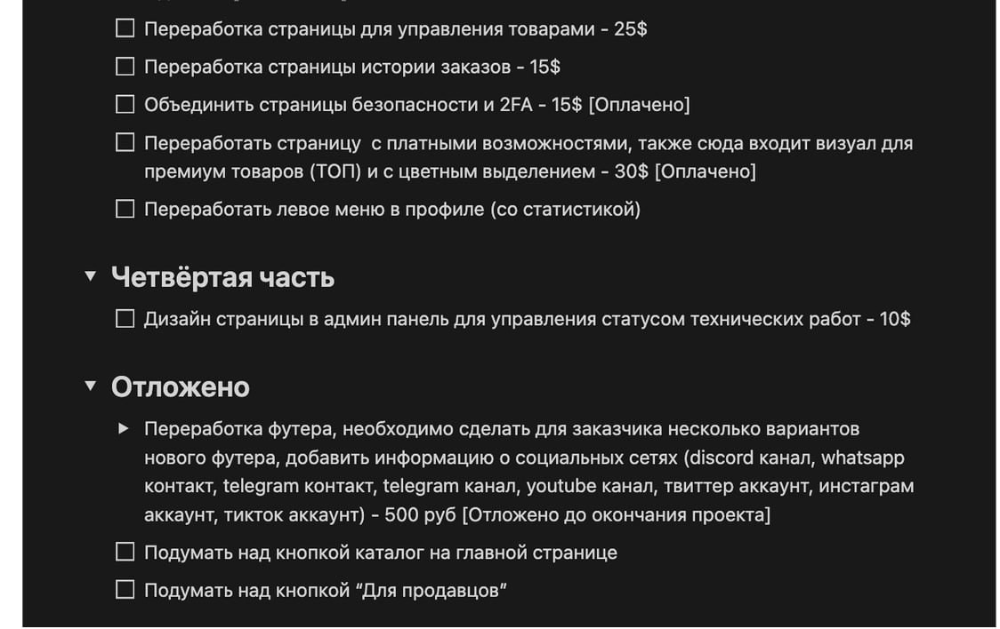 Переработка страницы для управления товарами - 25$
Переработка страницы истории заказов - 15$
Объединить страницы безопасности и 2FA - 15$ [Оплачено]
Переработать страницу  с платными возможностями, также сюда входит визуал для
премиум товаров (ТОП) и с цветным выделением - 30$ [Оплачено]
Переработать левое меню в профиле (со статистикой)
Четвёртая часть
Дизайн страницы в админ панель для управления статусом технических работ - 10$
Отложено
Переработка футера, необходимо сделать для заказчика несколько вариантов
нового футера, добавить информацию о социальных сетях (discord канал, whatsapp
контакт, telegram контакт, telegram канал, youtube канал, твиттер аккаунт, инстаграм
аккаунт, тикток аккаунт) - 500 руб [Отложено до окончания проекта]
Подумать над кнопкой каталог на главной странице
Подумать над кнопкой “Для продавцов”